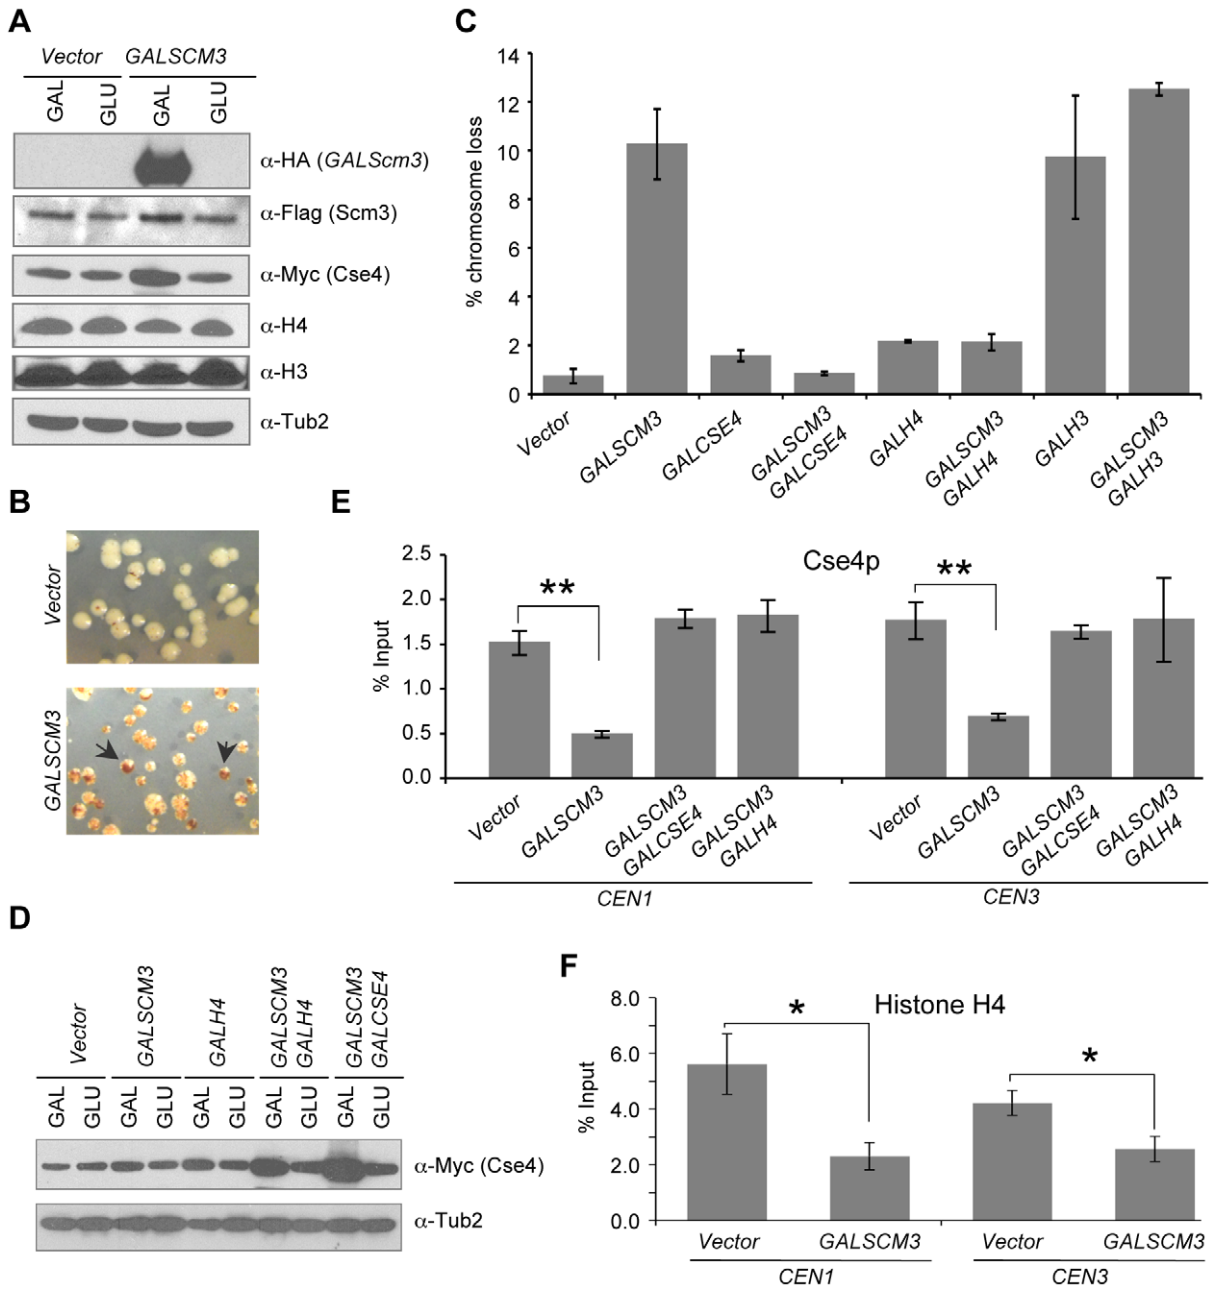 A
Vector GALSCM3
GAL GLU GAL GLU
α-HA (GALScm3)
α-Flag (Scm3)
α-Myc (Cse4)
α-H4
α-H3
α-Tub2
B
Vector
GALSCM3
C
% chromosome loss
14
12
10
8
6
4
2
0
Vector
GALSCM3
GALCSE4
GALSCM3
GALCSE4
GALH4
GALSCM3
GALH4
GALH3
GALSCM3
GALH3
E
Cse4p
% Input
2.5
2.0
1.5
1.0
0.5
0.0
**
**
Vector
GALSCM3
GALSCM3
GALCSE4
GALSCM3
GALH4
Vector
GALSCM3
GALSCM3
GALCSE4
GALSCM3
GALH4
CEN1
CEN3
D
Vector
GALSCM3
GALH4
GALSCM3
GALH4
GALSCM3
GALCSE4
GAL GLU GAL GLU GAL GLU GAL GLU GAL GLU
α-Myc (Cse4)
α-Tub2
F
Histone H4
% Input
8.0
6.0
4.0
2.0
0.0
*
*
Vector GALSCM3 Vector GALSCM3
CEN1 CEN3